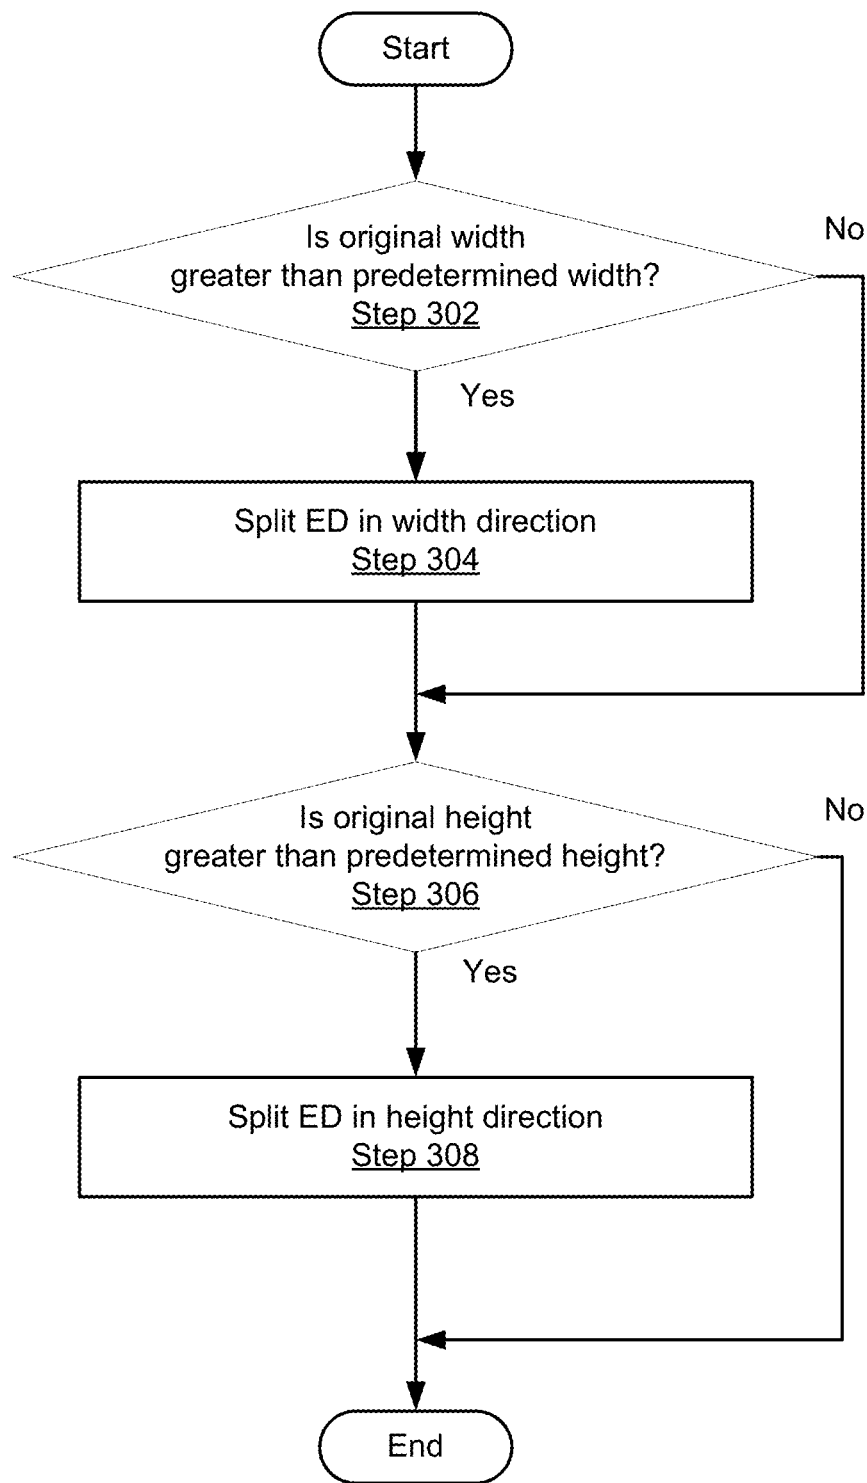 Start
Is original width
greater than predetermined width?
Step 302
No
Yes
Split ED in width direction
Step 304
Is original height
greater than predetermined height?
Step 306
No
Yes
Split ED in height direction
Step 308
End